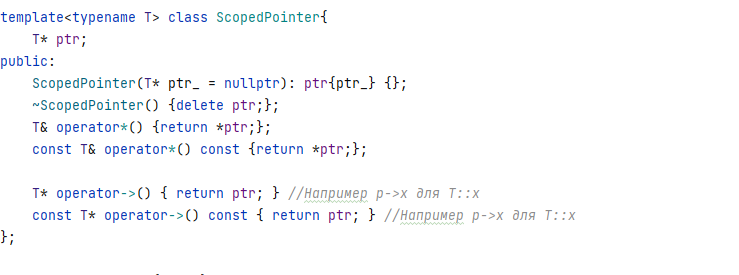 template<typename T> class ScopedPointer{
    T* ptr;
public:
    ScopedPointer(T* ptr_ = nullptr): ptr{ptr_} {};
    ~ScopedPointer() {delete ptr;};
    T& operator*() {return *ptr;};
    const T& operator*() const {return *ptr;};

    T* operator->() { return ptr; } //Например p->x для T::x
    const T* operator->() const { return ptr; } //Например p->x для T::x
};